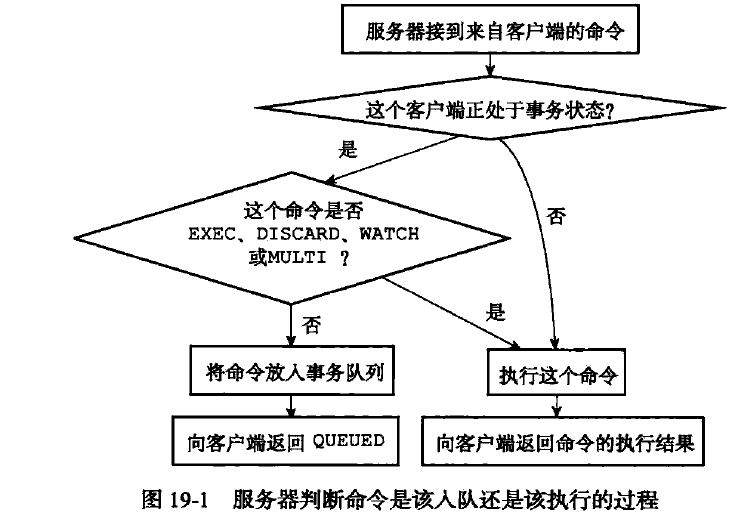 服务器接到来自客户端的命令
这个客户端正处于事务状态?
是
否
这个命令是否
EXEC、DISCARD、WATCH
或MULTI ?
是
否
将命令放入事务队列
执行这个命令
向客户端返回 QUEUED
向客户端返回命令的执行结果
图 19-1 服务器判断命令是该入队还是该执行的过程